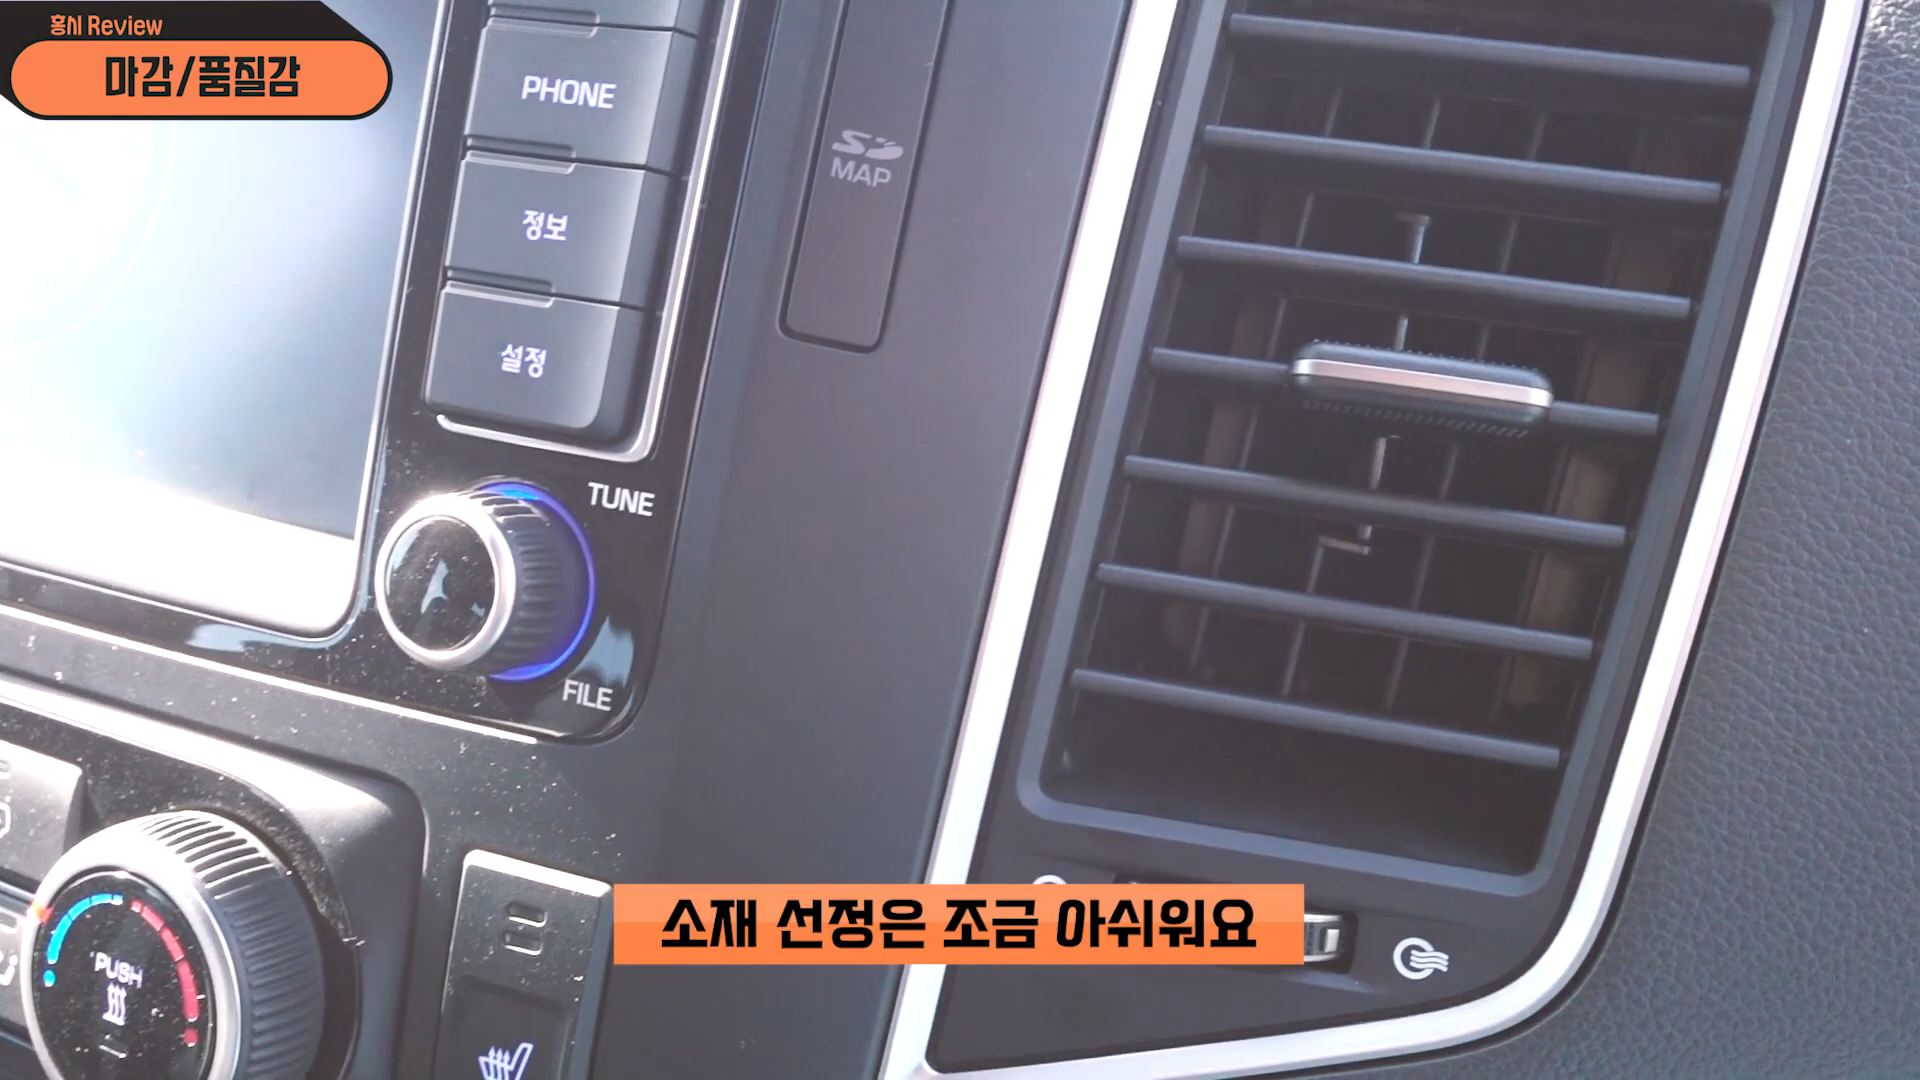 홍시 Review
마감/품질감
PHONE
정보
설정
SD
MAP
TUNE
FILE
PUSH
소재 선정은 조금 아쉬워요